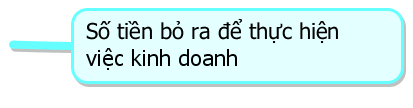 Số tiền bỏ ra để thực hiện
việc kinh doanh